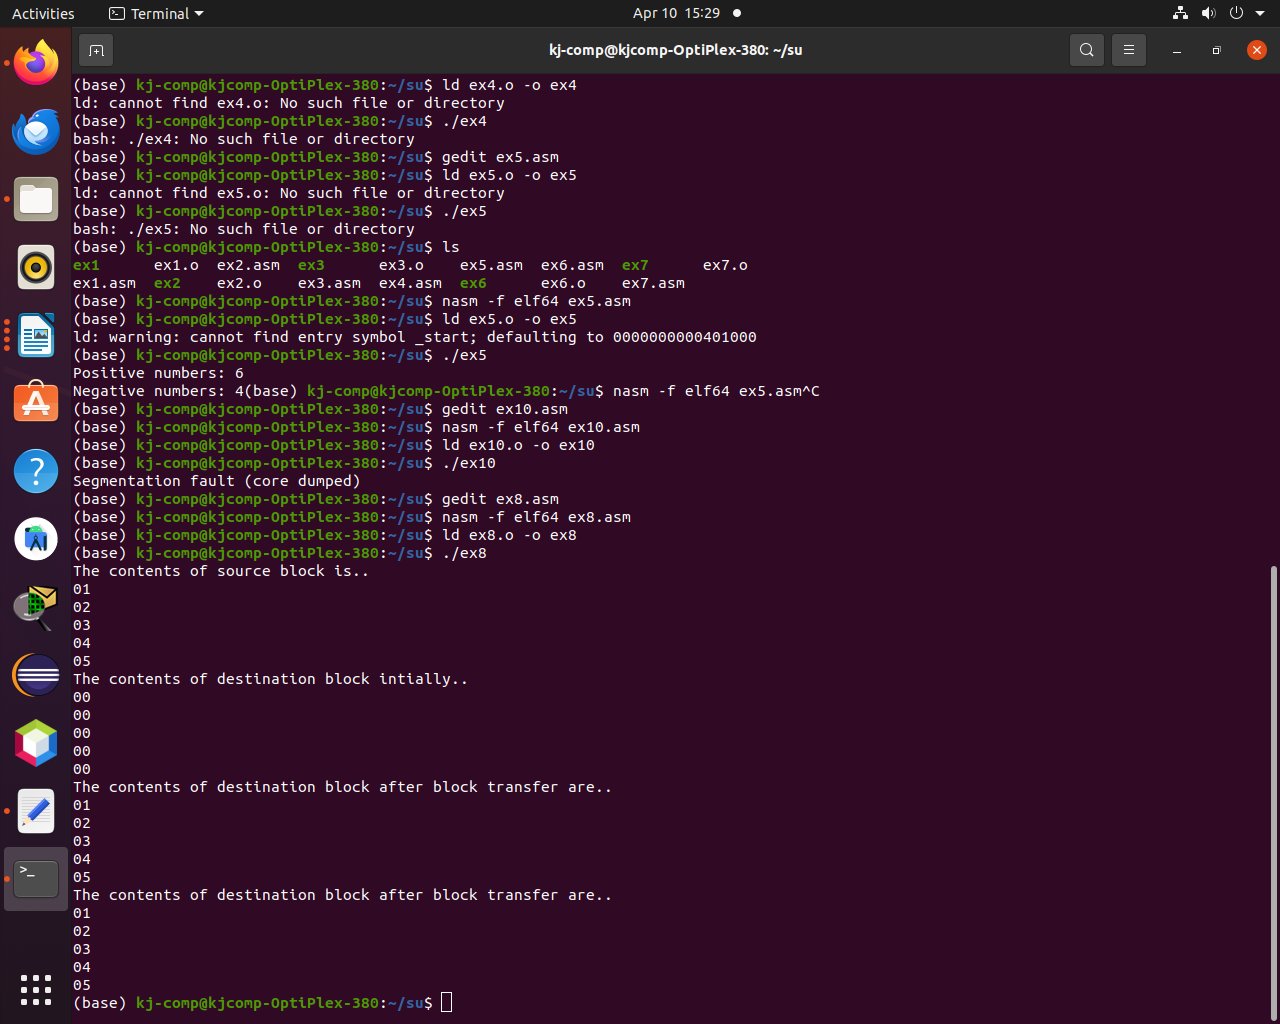 Activities Terminal Apr 10 15:29
kj-comp@kjcomp-OptiPlex-380: ~/su
(base) kj-comp@kjcomp-OptiPlex-380:~/su$ ld ex4.o -o ex4
ld: cannot find ex4.o: No such file or directory
(base) kj-comp@kjcomp-OptiPlex-380:~/su$ ./ex4
bash: ./ex4: No such file or directory
(base) kj-comp@kjcomp-OptiPlex-380:~/su$ gedit ex5.asm
(base) kj-comp@kjcomp-OptiPlex-380:~/su$ ld ex5.o -o ex5
ld: cannot find ex5.o: No such file or directory
(base) kj-comp@kjcomp-OptiPlex-380:~/su$ ./ex5
bash: ./ex5: No such file or directory
(base) kj-comp@kjcomp-OptiPlex-380:~/su$ ls
ex1      ex1.o  ex2.asm  ex3      ex3.o    ex5.asm  ex6.asm  ex7      ex7.o
ex1.asm  ex2    ex2.o    ex3.asm  ex4.asm  ex6      ex6.o    ex7.asm
(base) kj-comp@kjcomp-OptiPlex-380:~/su$ nasm -f elf64 ex5.asm
(base) kj-comp@kjcomp-OptiPlex-380:~/su$ ld ex5.o -o ex5
ld: warning: cannot find entry symbol _start; defaulting to 0000000000401000
(base) kj-comp@kjcomp-OptiPlex-380:~/su$ ./ex5
Positive numbers: 6
Negative numbers: 4(base) kj-comp@kjcomp-OptiPlex-380:~/su$ nasm -f elf64 ex5.asm^C
(base) kj-comp@kjcomp-OptiPlex-380:~/su$ gedit ex10.asm
(base) kj-comp@kjcomp-OptiPlex-380:~/su$ nasm -f elf64 ex10.asm
(base) kj-comp@kjcomp-OptiPlex-380:~/su$ ld ex10.o -o ex10
(base) kj-comp@kjcomp-OptiPlex-380:~/su$ ./ex10
Segmentation fault (core dumped)
(base) kj-comp@kjcomp-OptiPlex-380:~/su$ gedit ex8.asm
(base) kj-comp@kjcomp-OptiPlex-380:~/su$ nasm -f elf64 ex8.asm
(base) kj-comp@kjcomp-OptiPlex-380:~/su$ ld ex8.o -o ex8
(base) kj-comp@kjcomp-OptiPlex-380:~/su$ ./ex8
The contents of source block is..
01
02
03
04
05
The contents of destination block intially..
00
00
00
00
00
The contents of destination block after block transfer are..
01
02
03
04
05
The contents of destination block after block transfer are..
01
02
03
04
05
(base) kj-comp@kjcomp-OptiPlex-380:~/su$